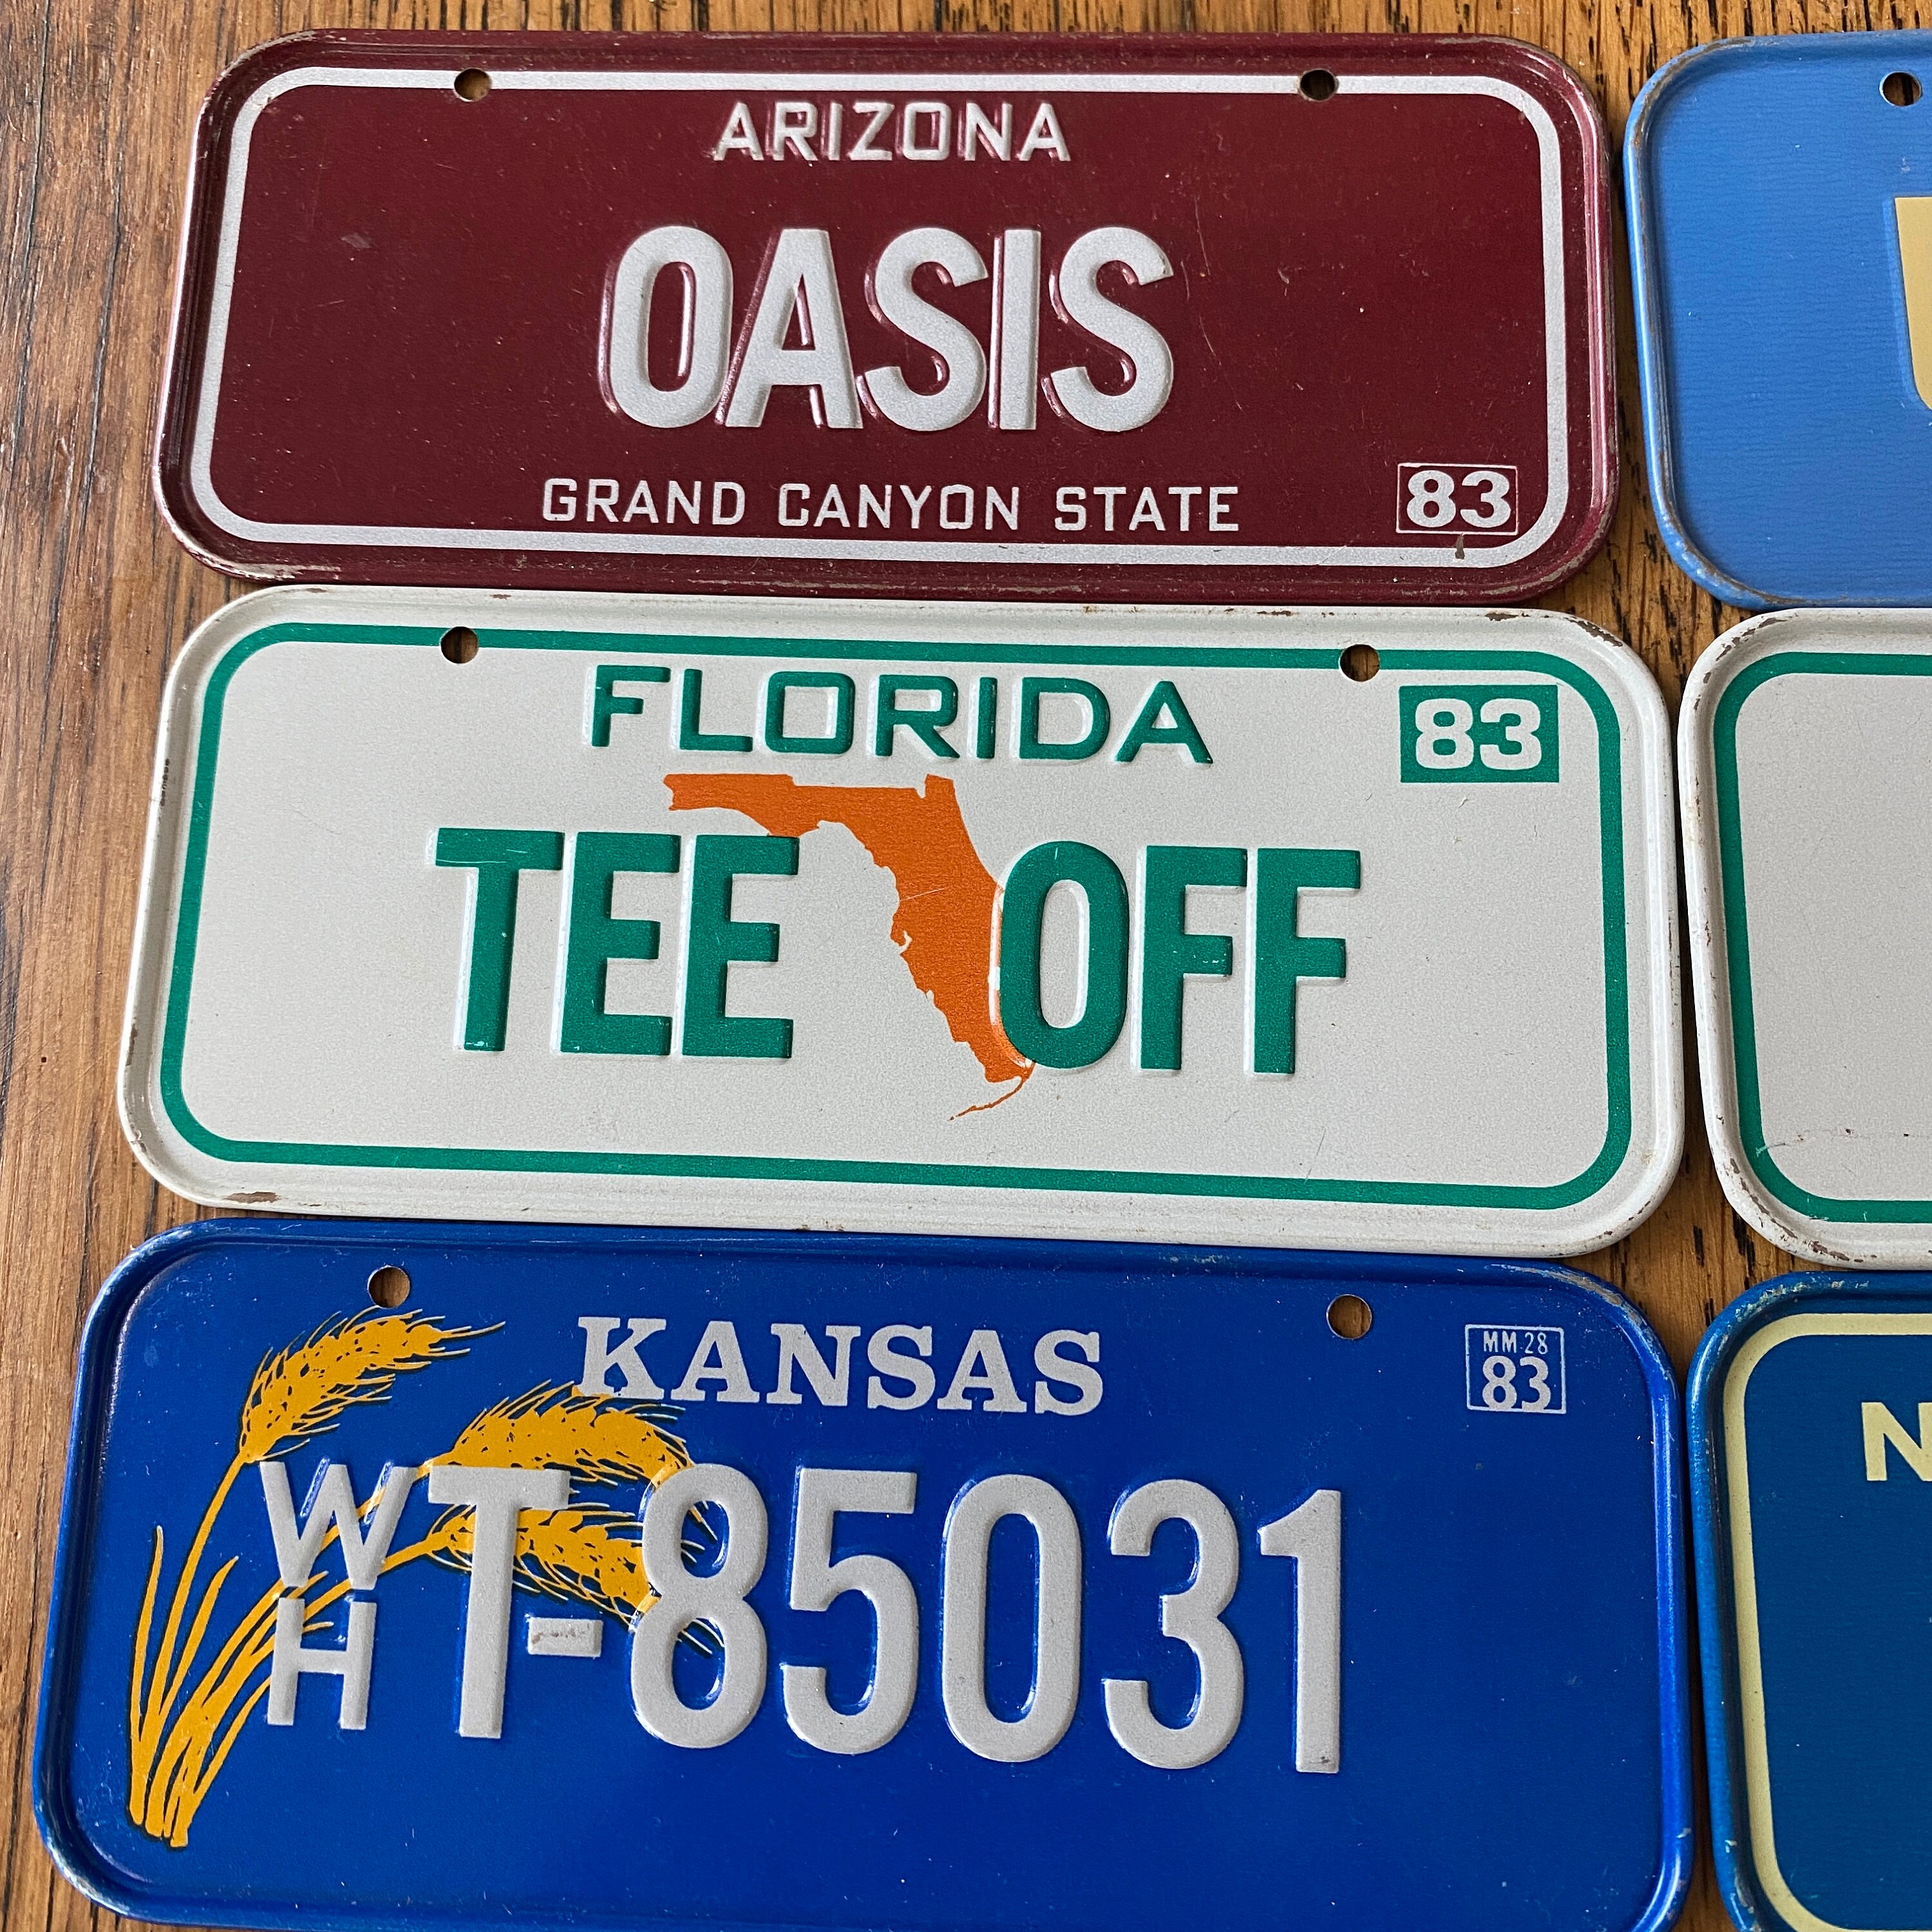 ARIZONA
OASIS
GRAND CANYON STATE 83
FLORIDA 83
TEE OFF
KANSAS
MM-28
83
WH T-85031
N